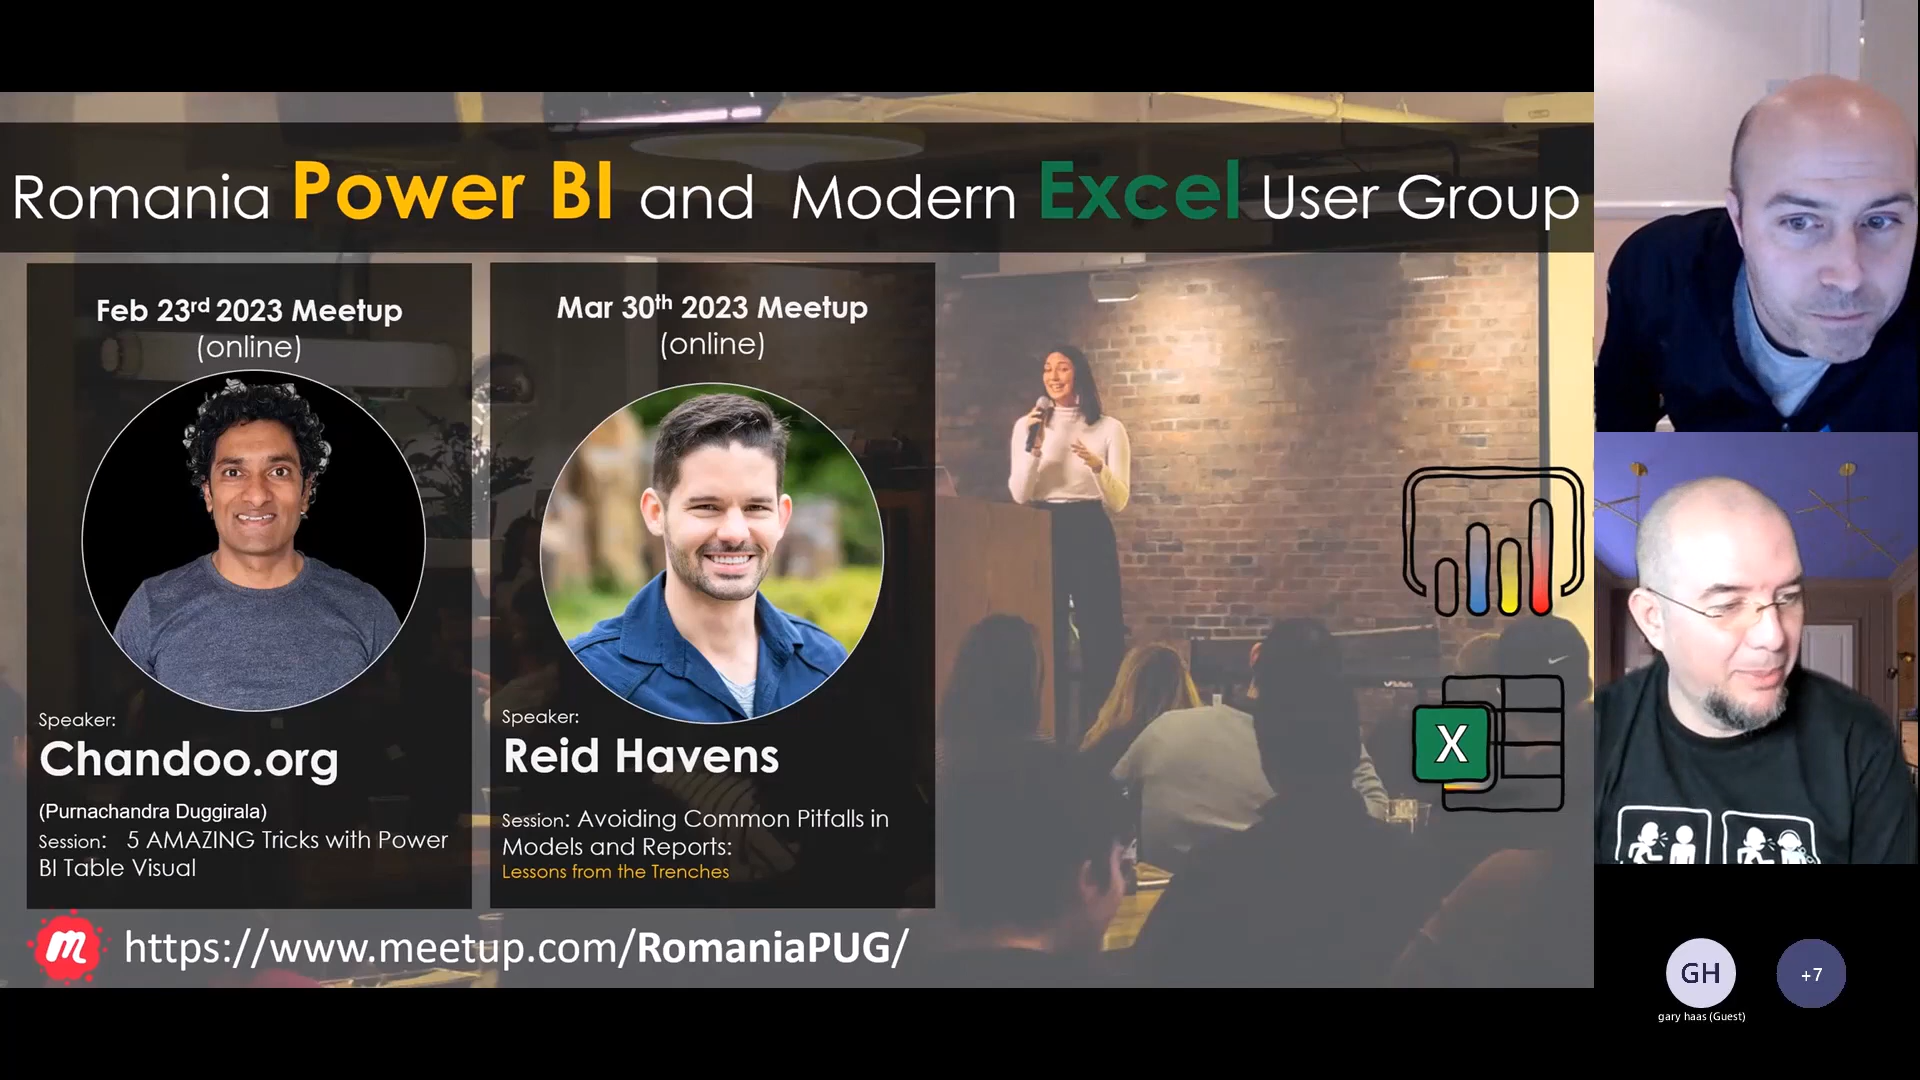 Romania Power BI and Modern Excel User Group
Feb 23rd 2023 Meetup
(online)
Speaker:
Chandoo.org
(Purnachandra Duggirala)
Session: 5 AMAZING Tricks with Power
BI Table Visual
Mar 30th 2023 Meetup
(online)
Speaker:
Reid Havens
Session: Avoiding Common Pitfalls in
Models and Reports:
Lessons from the Trenches
X
m
https://www.meetup.com/RomaniaPUG/
GH
+7
gary haas (Guest)